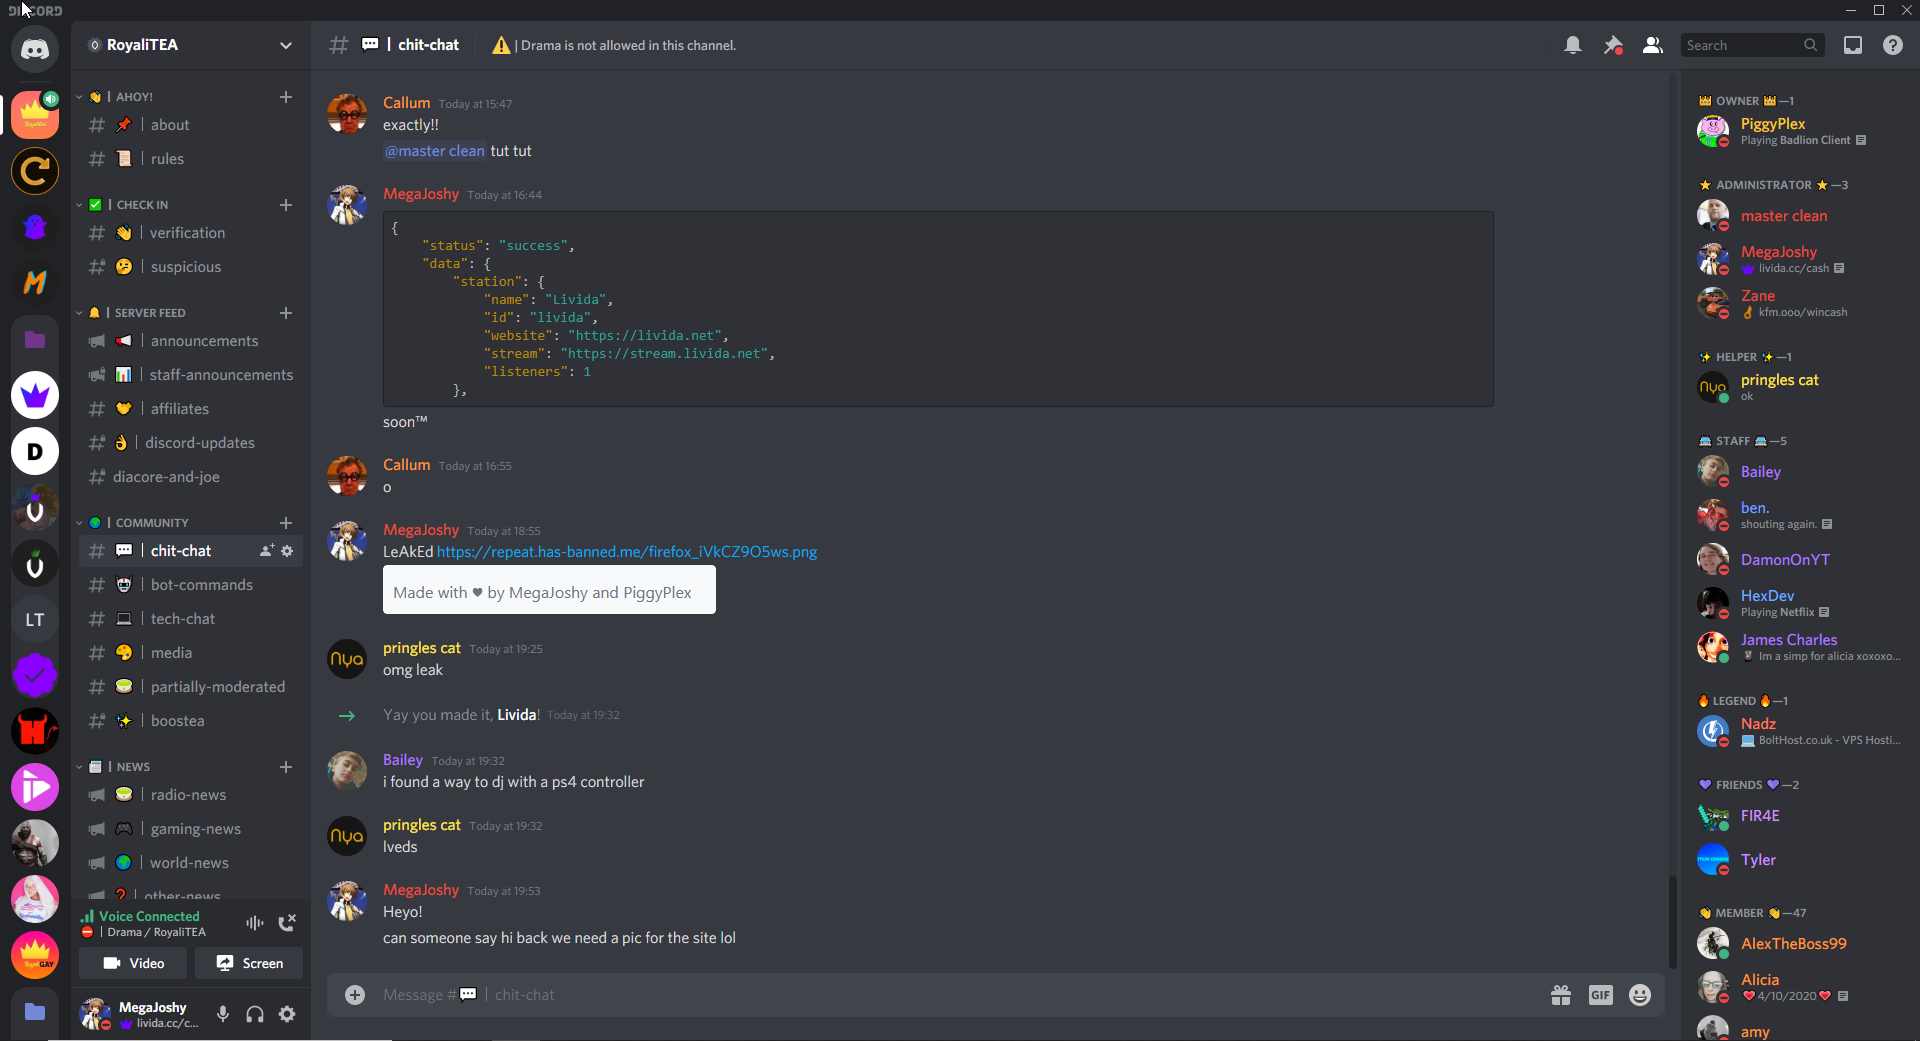 DISCORD
RoyaliTEA
AHOY!
about
rules
CHECK IN
verification
suspicious
SERVER FEED
announcements
staff-announcements
affiliates
discord-updates
diacore-and-joe
COMMUNITY
chit-chat
bot-commands
tech-chat
media
partially-moderated
boostea
NEWS
radio-news
gaming-news
world-news
other-news
LT
D
Voice Connected
| Drama / RoyaliTEA
Video
Screen
MegaJoshy
livida.cc/c...
# 💬 | chit-chat
⚠️ | Drama is not allowed in this channel.
Search
Callum Today at 15:47
exactly!!
@master clean tut tut
MegaJoshy Today at 16:44
{
"status": "success",
"data": {
"station": {
"name": "Livida",
"id": "livida",
"website": "https://livida.net",
"stream": "https://stream.livida.net",
"listeners": 1
},
soon™
Callum Today at 16:55
o
MegaJoshy Today at 18:55
LeAkEd https://repeat.has-banned.me/firefox_iVkCZ9O5ws.png
Made with ♥ by MegaJoshy and PiggyPlex
pringles cat Today at 19:25
Nya
omg leak
Yay you made it, Livida! Today at 19:32
Bailey Today at 19:32
i found a way to dj with a ps4 controller
pringles cat Today at 19:32
Nya
lveds
MegaJoshy Today at 19:53
Heyo!
can someone say hi back we need a pic for the site lol
Message #💬 | chit-chat
GIF
OWNER —1
PiggyPlex
Playing Badlion Client
ADMINISTRATOR —3
master clean
MegaJoshy
livida.cc/cash
Zane
kfm.ooo/wincash
HELPER —1
pringles cat
Nya
ok
STAFF —5
Bailey
ben.
shouting again.
DamonOnYT
HexDev
Playing Netflix
James Charles
Im a simp for alicia xoxoxo...
LEGEND —1
Nadz
BoltHost.co.uk - VPS Hosti...
FRIENDS —2
FIR4E
Tyler
MEMBER —47
AlexTheBoss99
Alicia
❤️ 4/10/2020 ❤️
amy